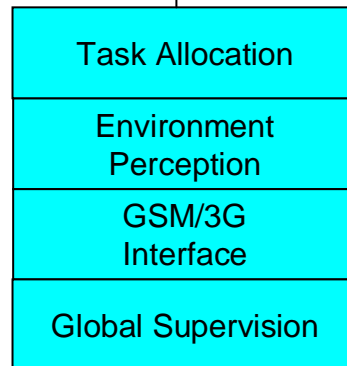 Task Allocation
Environment
Perception
GSM/3G
Interface
Global Supervision